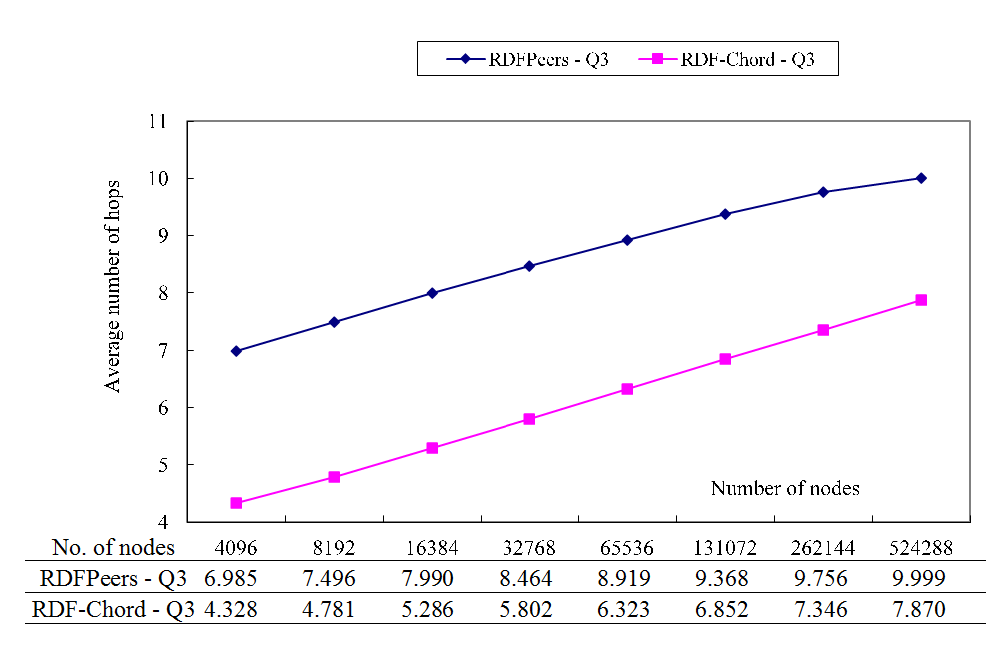 RDFPeers - Q3 RDF-Chord - Q3
11
10
9
8
7
6
5
4
Average number of hops
Number of nodes
No. of nodes 4096 8192 16384 32768 65536 131072 262144 524288
RDFPeers - Q3 6.985 7.496 7.990 8.464 8.919 9.368 9.756 9.999
RDF-Chord - Q3 4.328 4.781 5.286 5.802 6.323 6.852 7.346 7.870